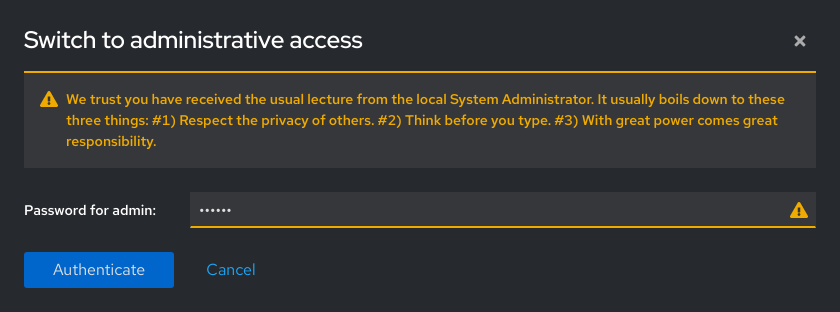 Switch to administrative access
We trust you have received the usual lecture from the local System Administrator. It usually boils down to these
three things: #1) Respect the privacy of others. #2) Think before you type. #3) With great power comes great
responsibility.
Password for admin: ••••••
Authenticate Cancel